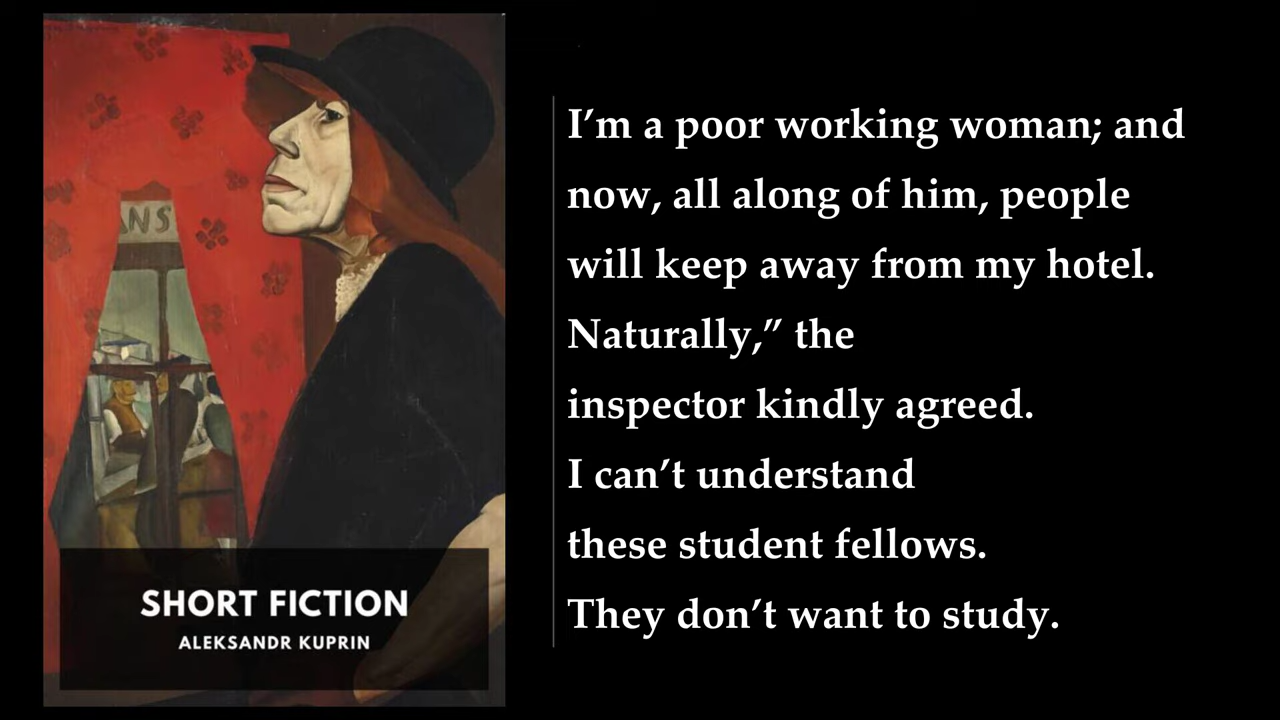 ANS
SHORT FICTION
ALEKSANDR KUPRIN
I’m a poor working woman; and
now, all along of him, people
will keep away from my hotel.
Naturally,” the
inspector kindly agreed.
I can’t understand
these student fellows.
They don’t want to study.